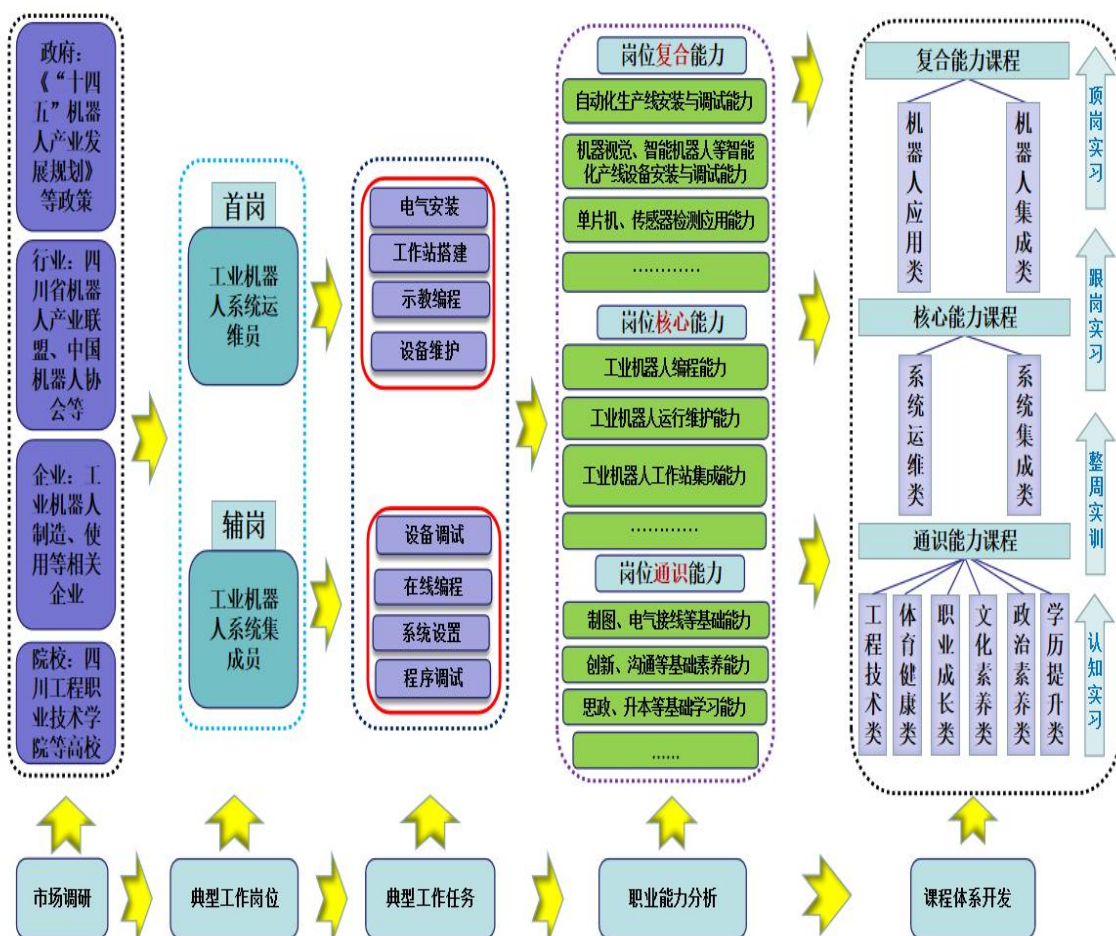 政府：
《“十四
五”机器
人产业发
展规划》
等政策
行业：四
川省机器
人产业联
盟、中国
机器人协
会等
企业：工
业机器人
制造、使
用等相关
企业
院校：四
川工程职
业技术学
院等高校
首岗
工业机器
人系统运
维员
辅岗
工业机器
人系统集
成员
电气安装
工作站搭建
示教编程
设备维护
设备调试
在线编程
系统设置
程序调试
岗位复合能力
自动化生产线安装与调试能力
机器视觉、智能机器人等智能
化产线设备安装与调试能力
单片机、传感器检测应用能力
…………
岗位核心能力
工业机器人编程能力
工业机器人运行维护能力
工业机器人工作站集成能力
…………
岗位通识能力
制图、电气接线等基础能力
创新、沟通等基础素养能力
思政、升本等基础学习能力
……
复合能力课程
机器人应用类
机器人集成类
核心能力课程
系统运维类
系统集成类
通识能力课程
工程技术类
体育健康类
职业成长类
文化素养类
政治素养类
学历提升类
顶岗实习
跟岗实习
整周实训
认知实习
市场调研
典型工作岗位
典型工作任务
职业能力分析
课程体系开发